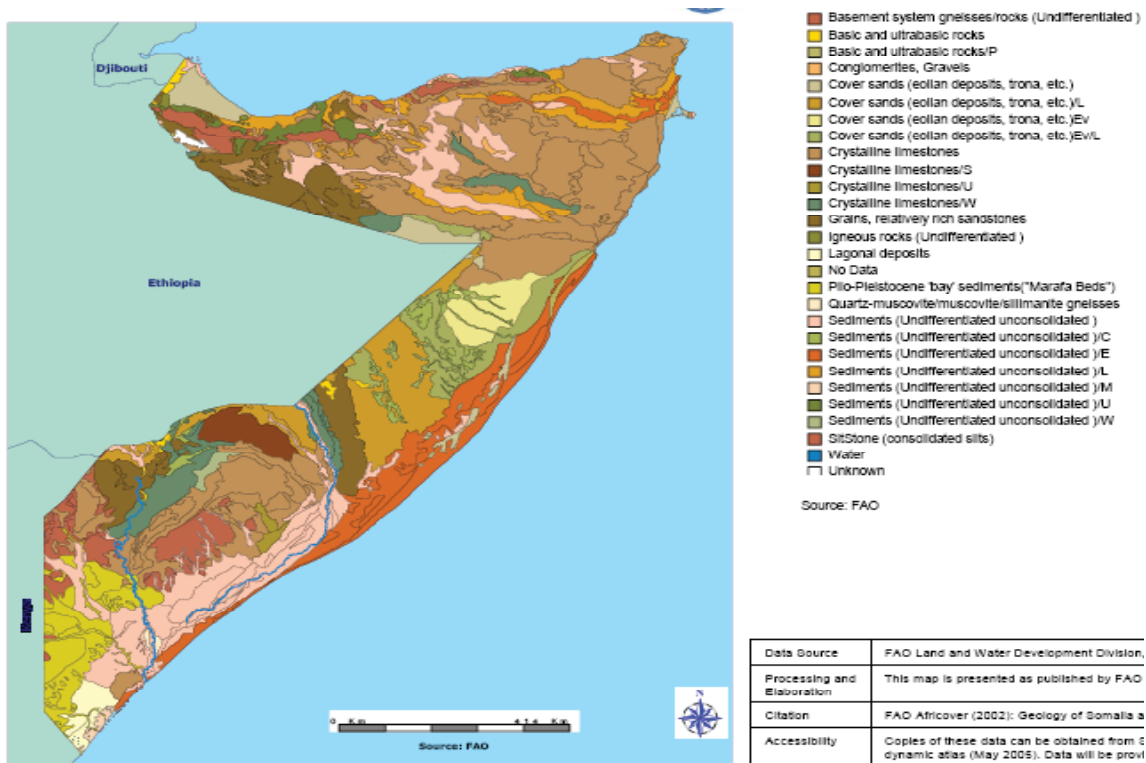 Basement system gneisses/rocks (Undifferentiated )
Basic and ultrabasic rocks
Basic and ultrabasic rocks/P
Conglomerites, Gravels
Cover sands (eolian deposits, trona, etc.)
Cover sands (eolian deposits, trona, etc.)/L
Cover sands (eolian deposits, trona, etc.)Ev
Cover sands (eolian deposits, trona, etc.)Ev/L
Crystalline limestones
Crystalline limestones/S
Crystalline limestones/U
Crystalline limestones/W
Grains, relatively rich sandstones
Igneous rocks (Undifferentiated )
Lagonal deposits
No Data
Plio-Pleistocene 'bay' sediments("Marafa Beds")
Quartz-muscovite/muscovite/sillimanite gneisses
Sediments (Undifferentiated unconsolidated )
Sediments (Undifferentiated unconsolidated )/C
Sediments (Undifferentiated unconsolidated )/E
Sediments (Undifferentiated unconsolidated )/L
Sediments (Undifferentiated unconsolidated )/M
Sediments (Undifferentiated unconsolidated )/U
Sediments (Undifferentiated unconsolidated )/W
SitStone (consolidated silts)
Water
Unknown
Source: FAO
Djibouti
Ethiopia
N
0 Km 414 Km
Source: FAO
Data Source FAO Land and Water Development Division,
Processing and Elaboration This map is presented as published by FAO
Citation FAO Africover (2002): Geology of Somalia a
Accessibility Copies of these data can be obtained from S
dynamic atlas (May 2005). Data will be provi